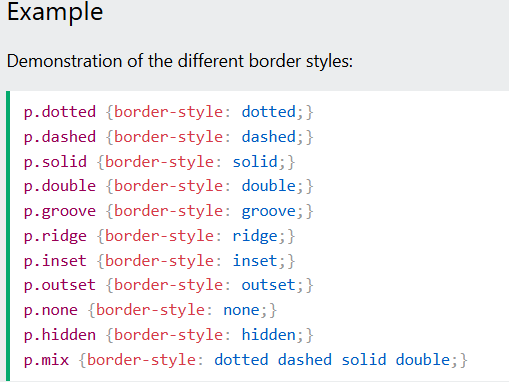 Example
Demonstration of the different border styles:
p.dotted {border-style: dotted;}
p.dashed {border-style: dashed;}
p.solid {border-style: solid;}
p.double {border-style: double;}
p.groove {border-style: groove;}
p.ridge {border-style: ridge;}
p.inset {border-style: inset;}
p.outset {border-style: outset;}
p.none {border-style: none;}
p.hidden {border-style: hidden;}
p.mix {border-style: dotted dashed solid double;}